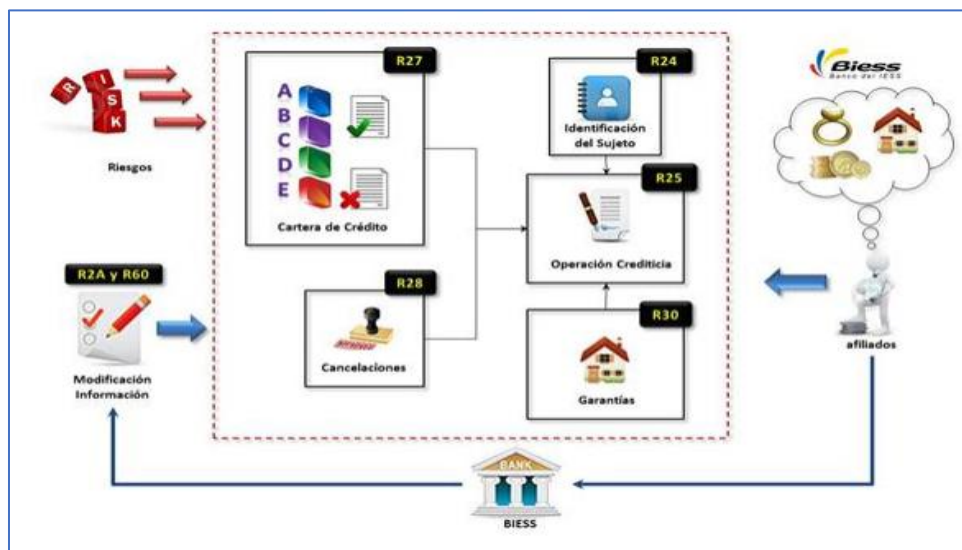 R
I
S
K
Riesgos
R27
A
B
C
D
E
Cartera de Crédito
R24
Identificación
del Sujeto
R25
Operación Crediticia
Biess
Banco del IESS
R2A y R60
Modificación
Información
R28
Cancelaciones
R30
Garantías
afiliados
BANK
BIESS